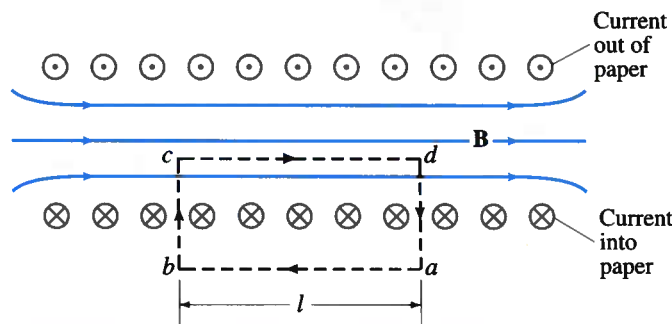 Current
out of
paper
c
d
B
b
a
Current
into
paper
l